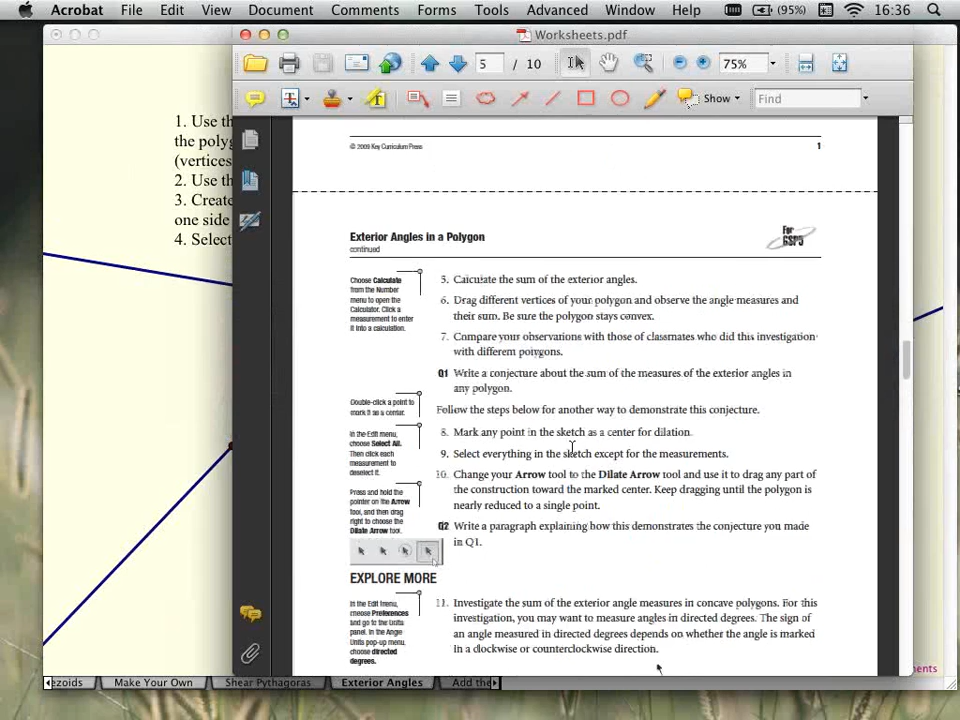 Acrobat File Edit View Document Comments Forms Tools Advanced Window Help (95%) 16:36
Worksheets.pdf
5 / 10 75%
Show Find
1. Use th
the polyg
(vertices
2. Use th
3. Create
one side
4. Select
© 2009 Key Curriculum Press 1
Exterior Angles in a Polygon
continued
For
GSP5
Choose Calculate
from the Number
menu to open the
Calculator. Click a
measurement to enter
it into a calculation.
5. Calculate the sum of the exterior angles.
6. Drag different vertices of your polygon and observe the angle measures and
their sum. Be sure the polygon stays convex.
7. Compare your observations with those of classmates who did this investigation
with different polygons.
Q1 Write a conjecture about the sum of the measures of the exterior angles in
any polygon.
Double-click a point to
mark it as a center.
Follow the steps below for another way to demonstrate this conjecture.
In the Edit menu,
choose Select All.
Then click each
measurement to
deselect it.
8. Mark any point in the sketch as a center for dilation.
9. Select everything in the sketch except for the measurements.
Press and hold the
pointer on the Arrow
tool, and then drag
right to choose the
Dilate Arrow tool.
10. Change your Arrow tool to the Dilate Arrow tool and use it to drag any part of
the construction toward the marked center. Keep dragging until the polygon is
nearly reduced to a single point.
Q2 Write a paragraph explaining how this demonstrates the conjecture you made
in Q1.
EXPLORE MORE
In the Edit menu,
choose Preferences
and go to the Units
panel. In the Angle
Units pop-up menu,
choose directed
degrees.
11. Investigate the sum of the exterior angle measures in concave polygons. For this
investigation, you may want to measure angles in directed degrees. The sign of
an angle measured in directed degrees depends on whether the angle is marked
in a clockwise or counterclockwise direction.
ments
ezoids Make Your Own Shear Pythagoras Exterior Angles Add the